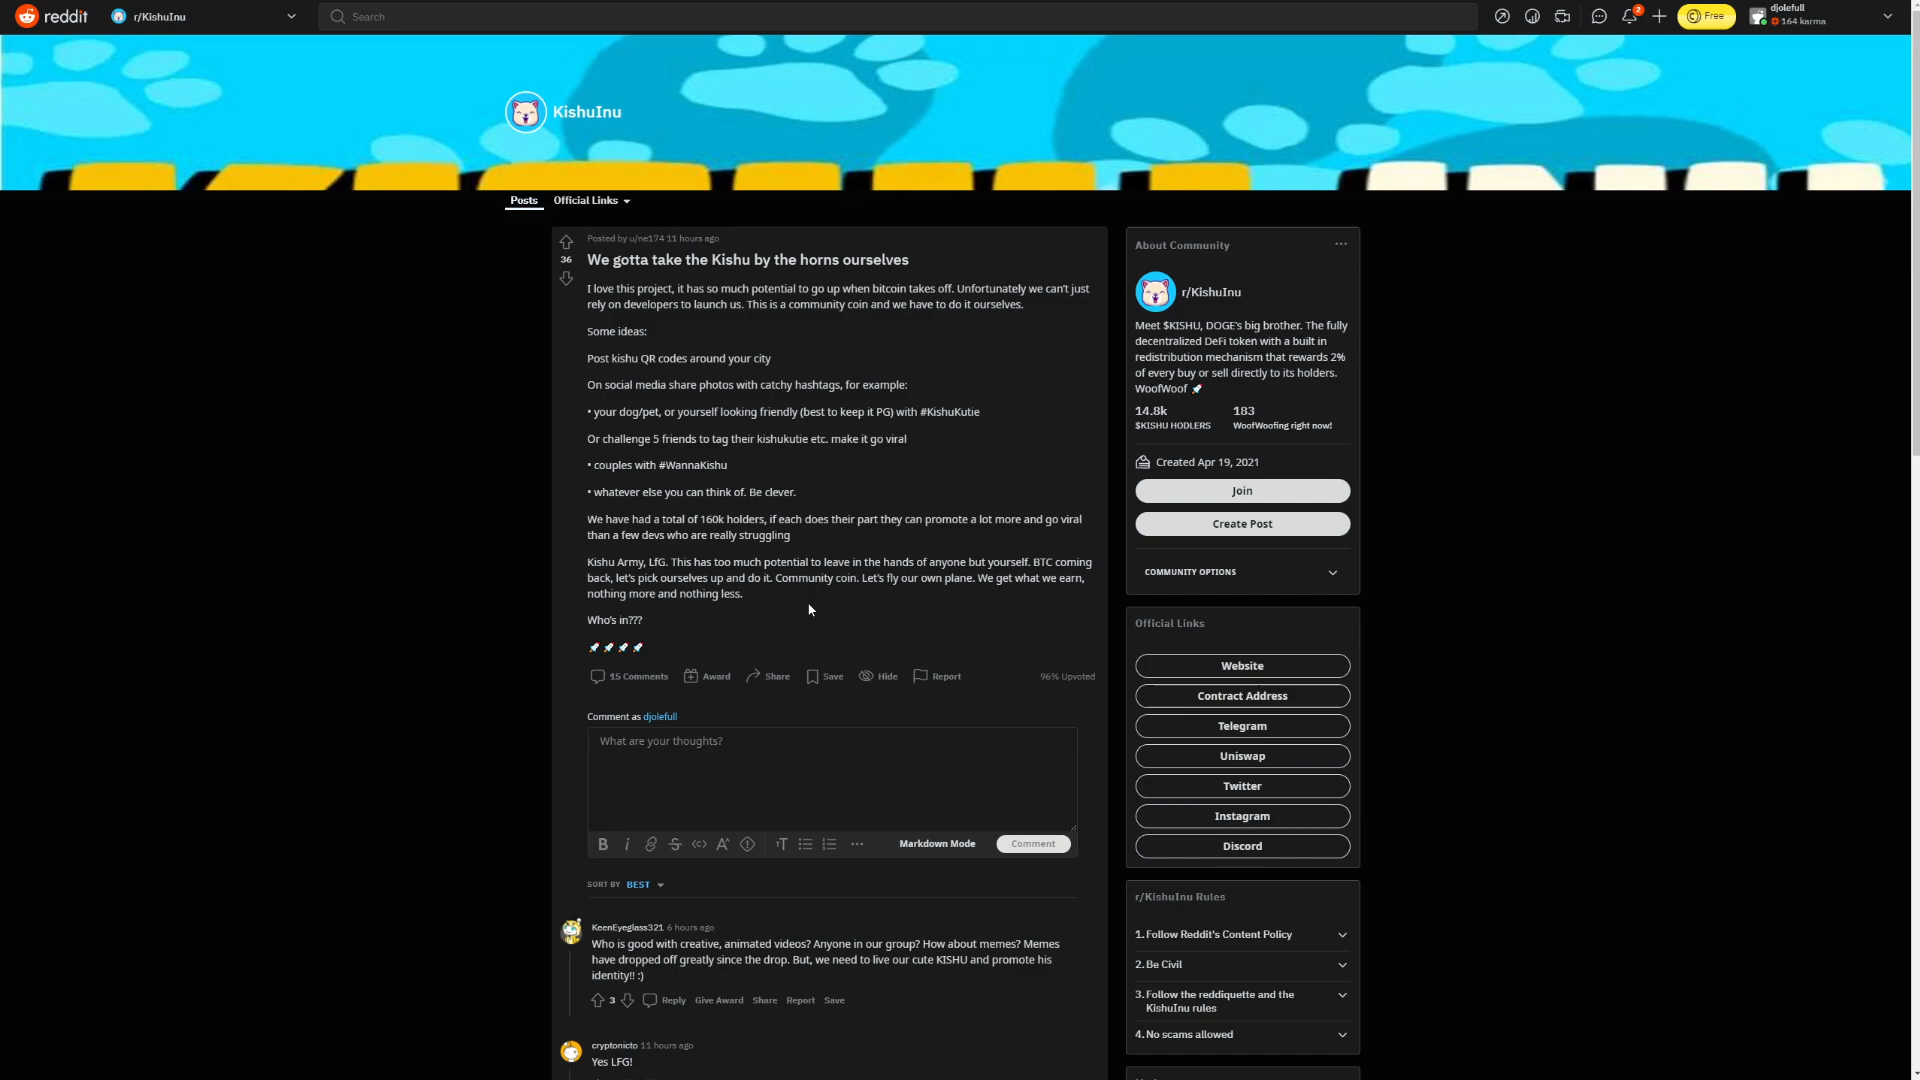 reddit
r/KishuInu
Search
2
Free
djolefull
164 karma
KishuInu
Posts
Official Links
Posted by u/ne174 11 hours ago
36
We gotta take the Kishu by the horns ourselves
I love this project, it has so much potential to go up when bitcoin takes off. Unfortunately we can't just
rely on developers to launch us. This is a community coin and we have to do it ourselves.
Some ideas:
Post kishu QR codes around your city
On social media share photos with catchy hashtags, for example:
• your dog/pet, or yourself looking friendly (best to keep it PG) with #KishuKutie
Or challenge 5 friends to tag their kishukutie etc. make it go viral
• couples with #WannaKishu
• whatever else you can think of. Be clever.
We have had a total of 160k holders, if each does their part they can promote a lot more and go viral
than a few devs who are really struggling
Kishu Army, LfG. This has too much potential to leave in the hands of anyone but yourself. BTC coming
back, let's pick ourselves up and do it. Community coin. Let's fly our own plane. We get what we earn,
nothing more and nothing less.
Who's in???
15 Comments
Award
Share
Save
Hide
Report
96% Upvoted
Comment as djolefull
What are your thoughts?
Markdown Mode
Comment
SORT BY BEST
KeenEyeglass321 6 hours ago
Who is good with creative, animated videos? Anyone in our group? How about memes? Memes
have dropped off greatly since the drop. But, we need to live our cute KISHU and promote his
identity!! :)
3
Reply
Give Award
Share
Report
Save
cryptonicto 11 hours ago
Yes LFG!
About Community
r/KishuInu
Meet $KISHU, DOGE's big brother. The fully
decentralized DeFi token with a built in
redistribution mechanism that rewards 2%
of every buy or sell directly to its holders.
WoofWoof
14.8k
$KISHU HODLERS
183
WoofWoofing right now!
Created Apr 19, 2021
Join
Create Post
COMMUNITY OPTIONS
Official Links
Website
Contract Address
Telegram
Uniswap
Twitter
Instagram
Discord
r/KishuInu Rules
1. Follow Reddit's Content Policy
2. Be Civil
3. Follow the reddiquette and the
KishuInu rules
4. No scams allowed